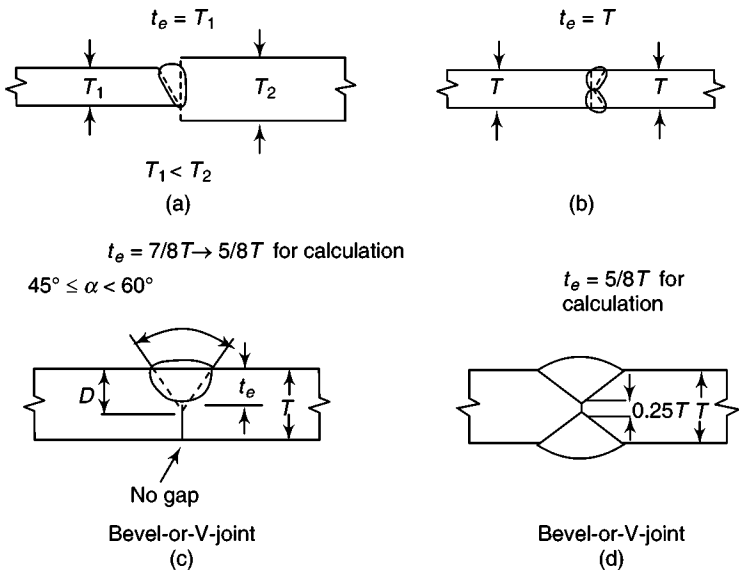 t_e = T_1
T_1
T_2
T_1 < T_2
(a)
t_e = T
T
T
(b)
t_e = 7/8T → 5/8T for calculation
45° ≤ α < 60°
D
t_e
T
No gap
Bevel-or-V-joint
(c)
t_e = 5/8T for
calculation
0.25T T
Bevel-or-V-joint
(d)